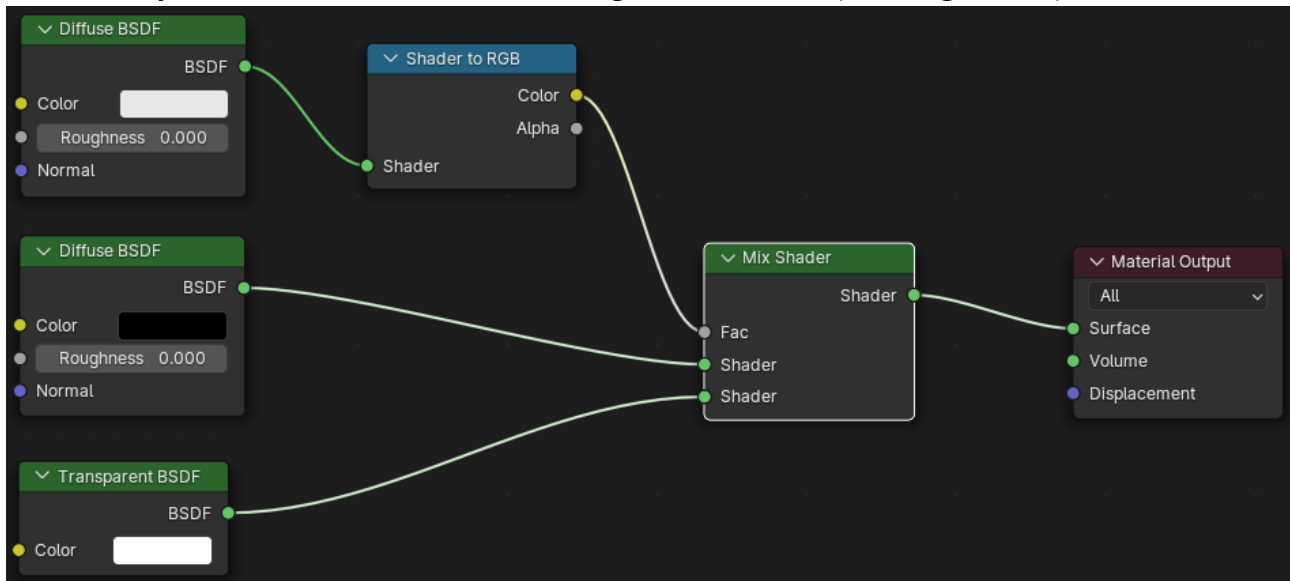 Diffuse BSDF
BSDF
Color
Roughness 0.000
Normal
Shader to RGB
Color
Alpha
Shader
Diffuse BSDF
BSDF
Color
Roughness 0.000
Normal
Transparent BSDF
BSDF
Color
Mix Shader
Shader
Fac
Shader
Shader
Material Output
All
Surface
Volume
Displacement